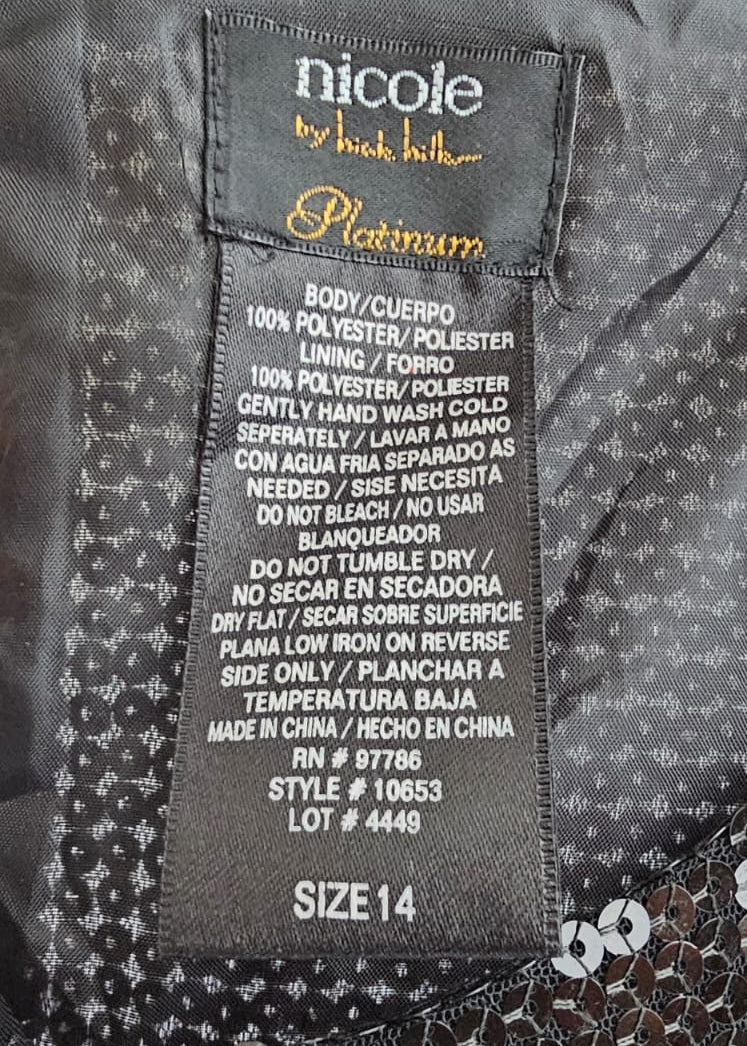 nicole
by
Platinum
BODY/CUERPO
100% POLYESTER/POLIESTER
LINING / FORRO
100% POLYESTER/POLIESTER
GENTLY HAND WASH COLD
SEPERATELY / LAVAR A MANO
CON AGUA FRIA SEPARADO AS
NEEDED / SISE NECESITA
DO NOT BLEACH / NO USAR
BLANQUEADOR
DO NOT TUMBLE DRY /
NO SECAR EN SECADORA
DRY FLAT / SECAR SOBRE SUPERFICIE
PLANA LOW IRON ON REVERSE
SIDE ONLY / PLANCHAR A
TEMPERATURA BAJA
MADE IN CHINA / HECHO EN CHINA
RN # 97786
STYLE # 10653
LOT # 4449
SIZE 14